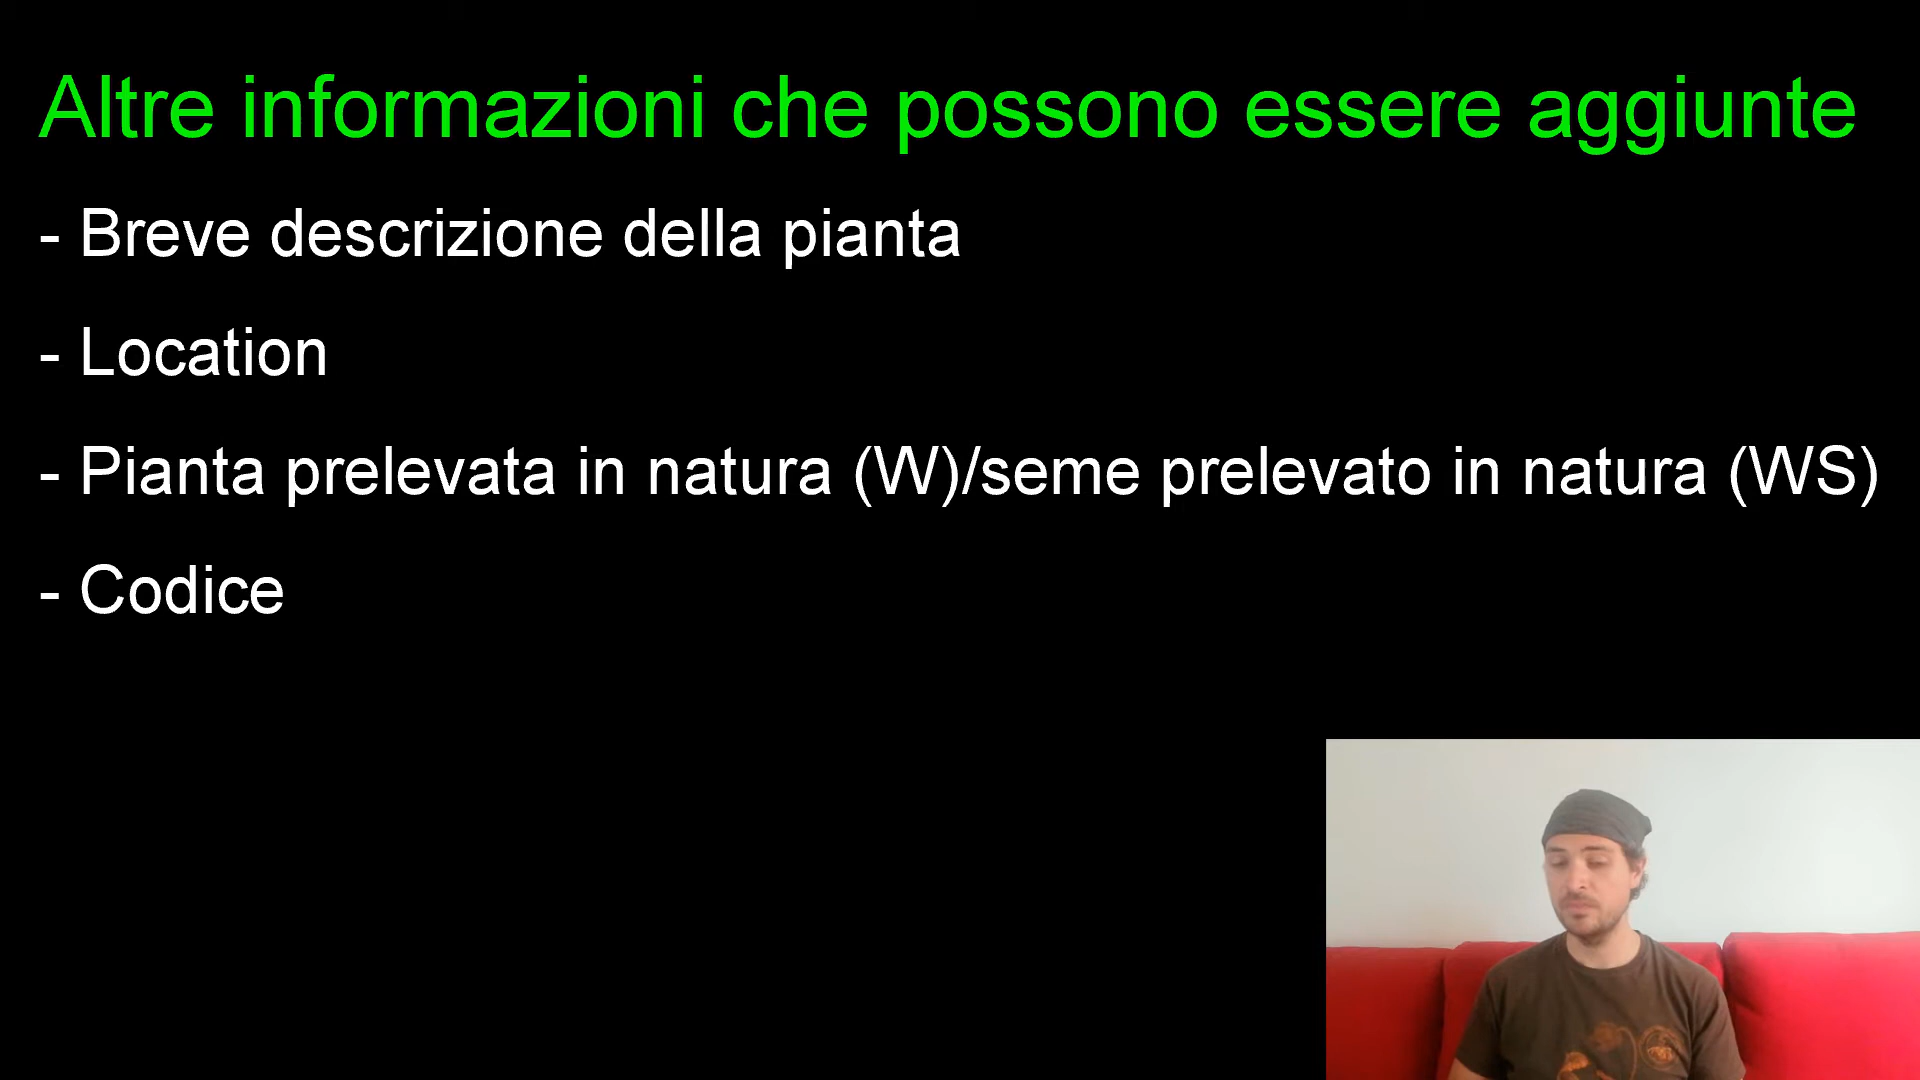 Altre informazioni che possono essere aggiunte
- Breve descrizione della pianta
- Location
- Pianta prelevata in natura (W)/seme prelevato in natura (WS)
- Codice